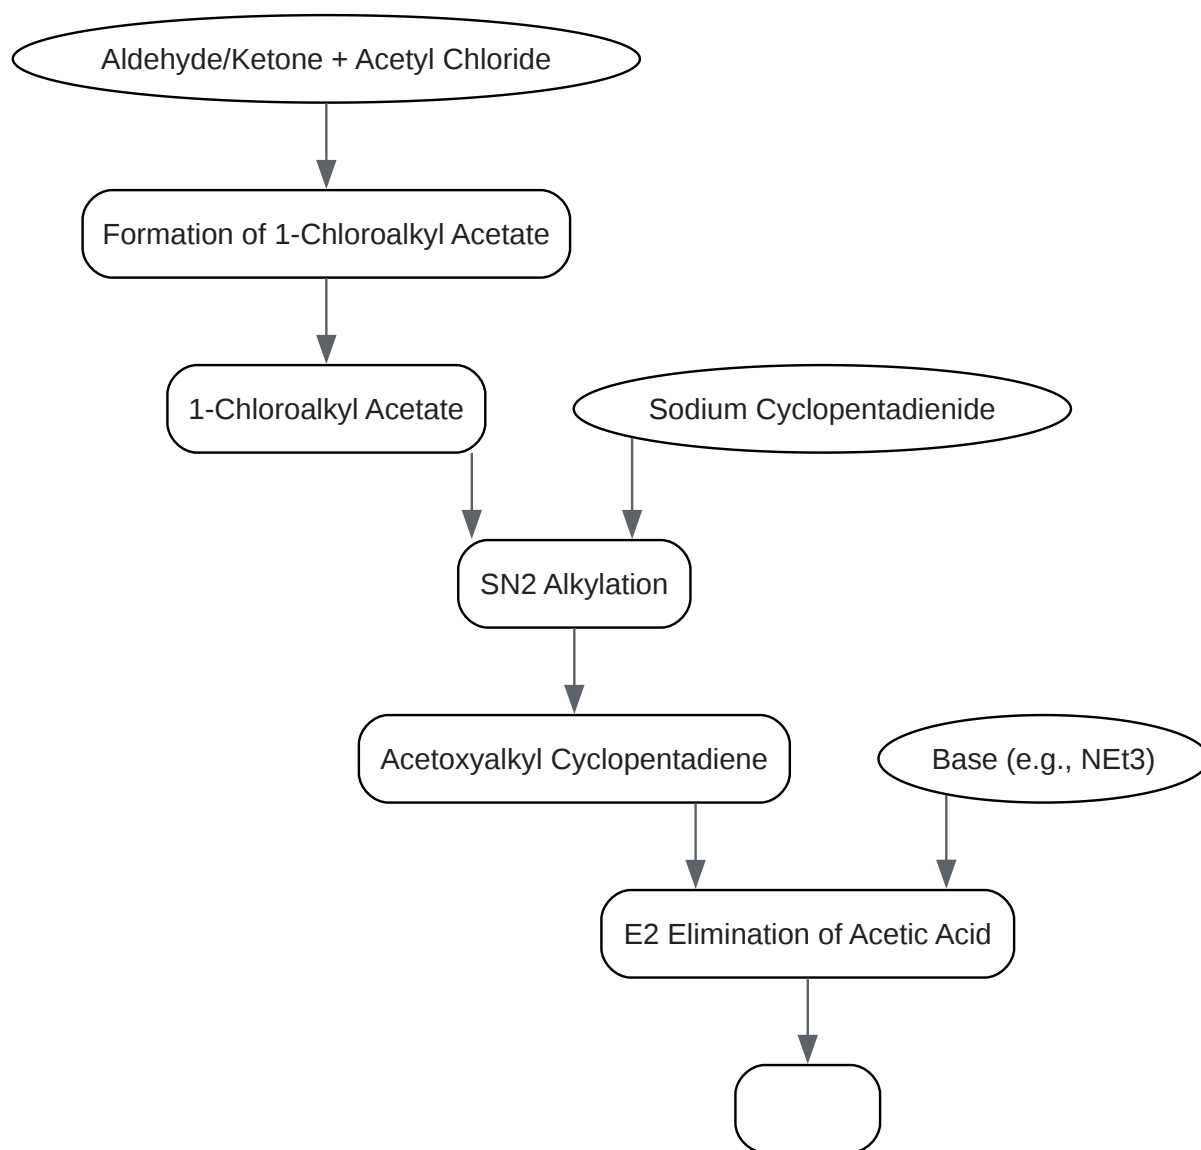 Aldehyde/Ketone + Acetyl Chloride
Formation of 1-Chloroalkyl Acetate
1-Chloroalkyl Acetate
Sodium Cyclopentadienide
SN2 Alkylation
Acetoxyalkyl Cyclopentadiene
Base (e.g., NEt3)
E2 Elimination of Acetic Acid